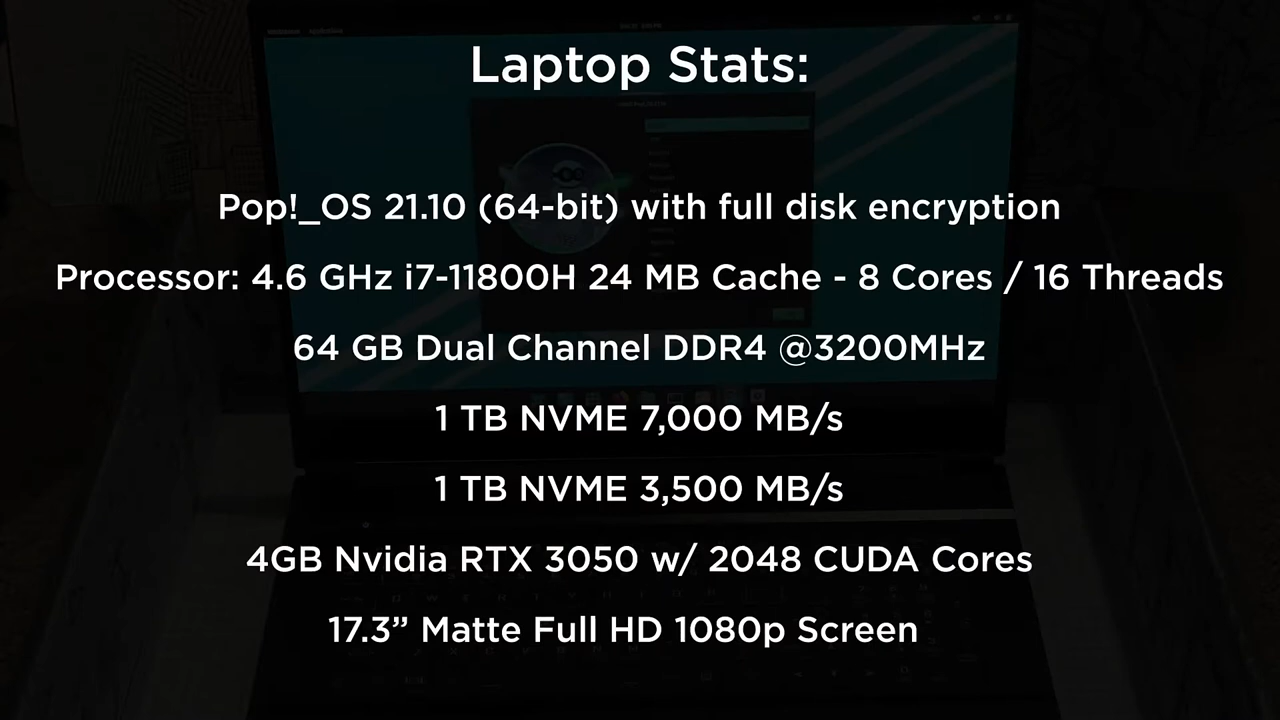 Laptop Stats:
Pop!_OS 21.10 (64-bit) with full disk encryption
Processor: 4.6 GHz i7-11800H 24 MB Cache - 8 Cores / 16 Threads
64 GB Dual Channel DDR4 @3200MHz
1 TB NVME 7,000 MB/s
1 TB NVME 3,500 MB/s
4GB Nvidia RTX 3050 w/ 2048 CUDA Cores
17.3” Matte Full HD 1080p Screen